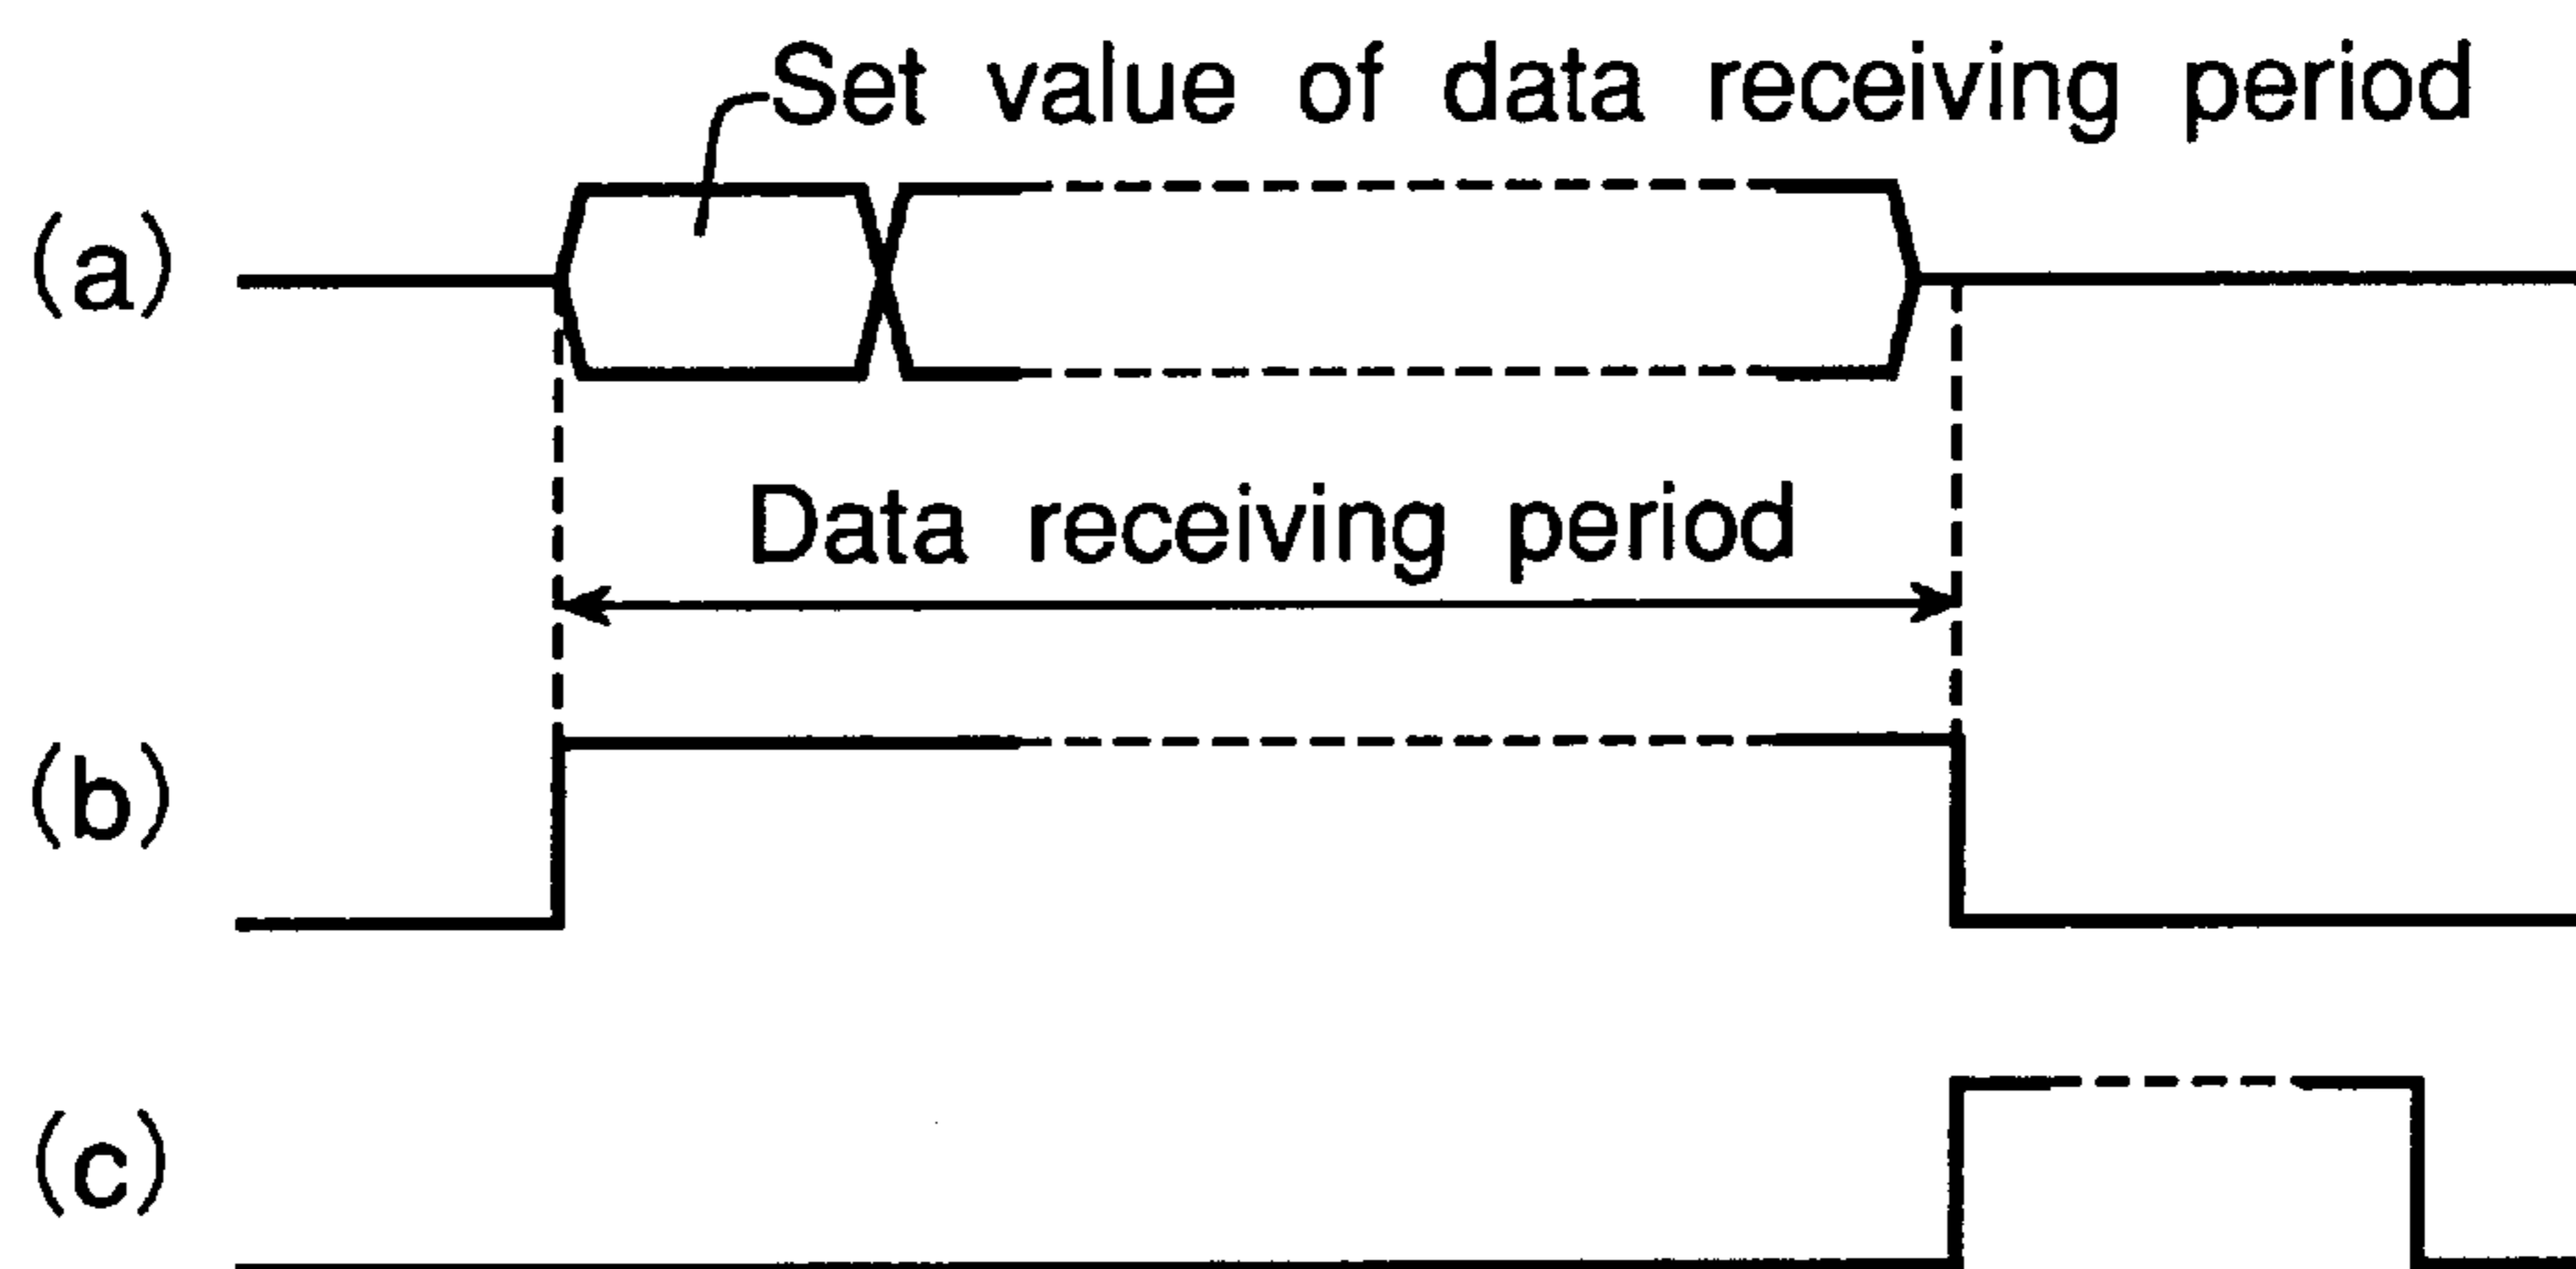 Set value of data receiving period
(a)
Data receiving period
(b)
(c)